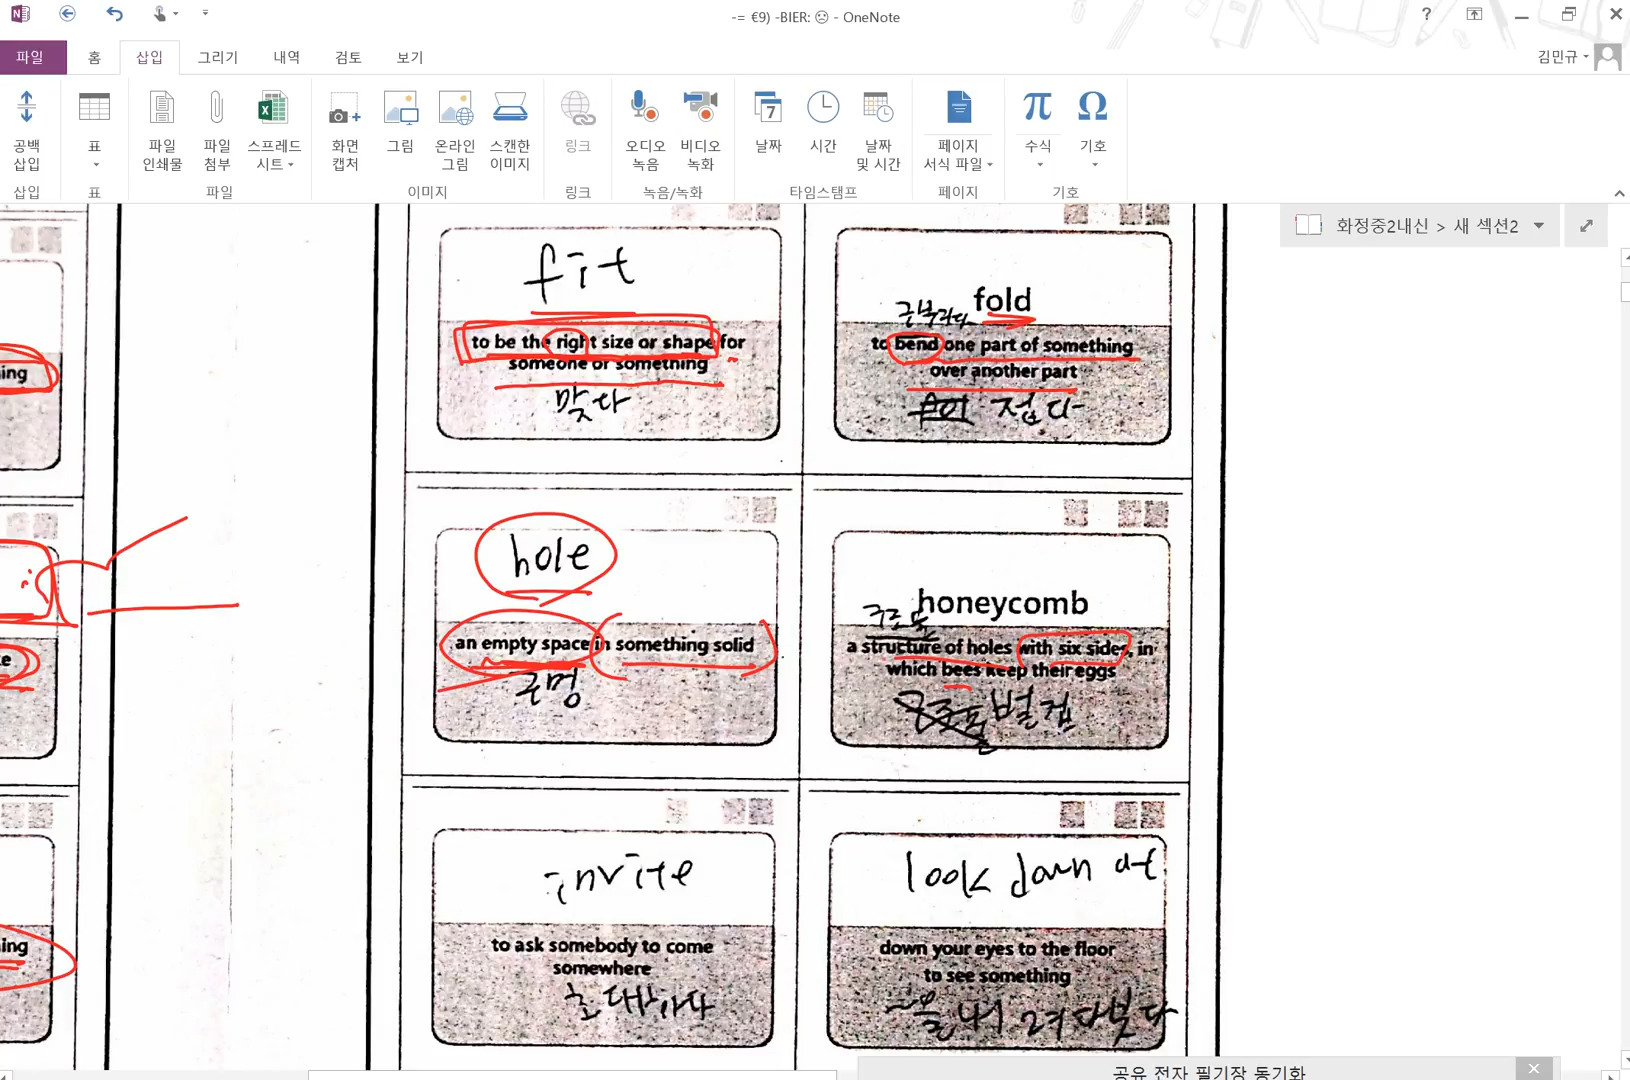 -= €9) -BIER: ☹ - OneNote
?
파일
홈
삽입
그리기
내역
검토
보기
김민규
공백
삽입
표
파일
인쇄물
파일
첨부
스프레드
시트
화면
캡처
그림
온라인
그림
스캔한
이미지
링크
오디오
녹음
비디오
녹화
7
날짜
시간
날짜
및 시간
페이지
서식 파일
π
수식
Ω
기호
삽입
표
파일
이미지
링크
녹음/녹화
타임스탬프
페이지
기호
화정중2내신 > 새 섹션2
fit
to be the right size or shape for
someone or something
맞다
fold
구부리다
to bend one part of something
over another part
접다
ing
hole
an empty space in something solid
구멍
honeycomb
구조물
a structure of holes with six sides, in
which bees keep their eggs
벌집
invite
to ask somebody to come
somewhere
초대하다
look down at
down your eyes to the floor
to see something
ing
공유 전자 필기장 동기화